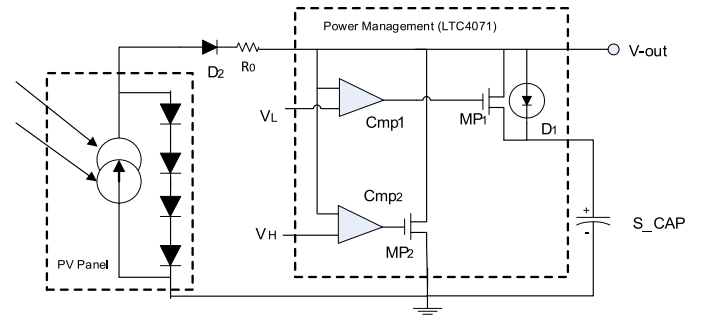 Power Management (LTC4071)
D2
R0
V-out
VL
Cmp1
MP1
D1
Cmp2
VH
MP2
+
-
S_CAP
PV Panel